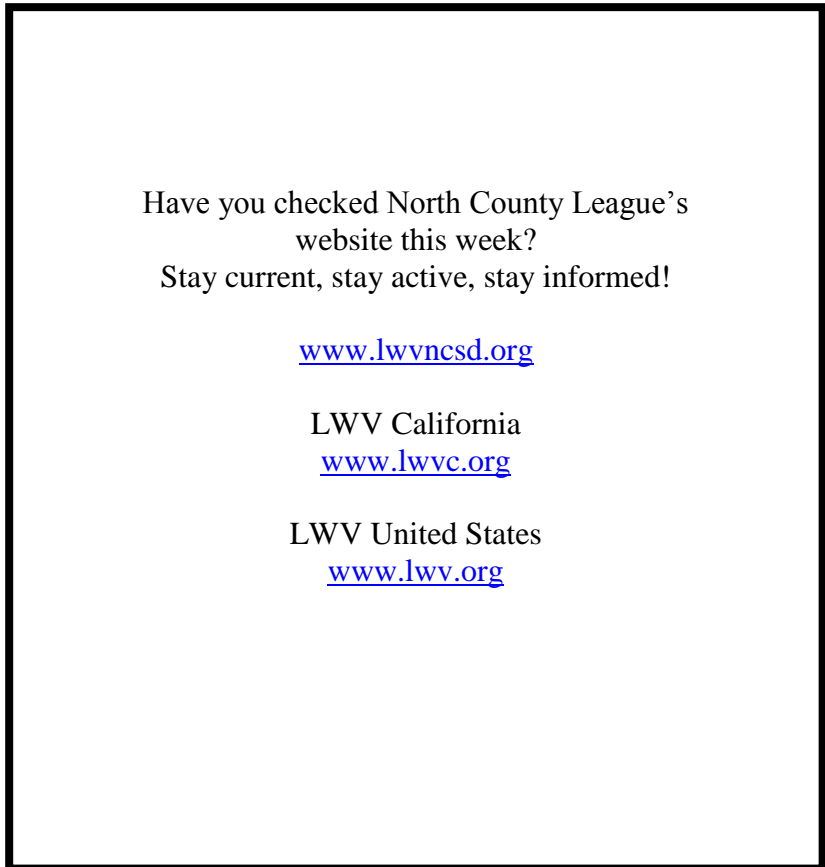 Have you checked North County League’s
website this week?
Stay current, stay active, stay informed!
www.lwvncsd.org
LWV California
www.lwvc.org
LWV United States
www.lwv.org